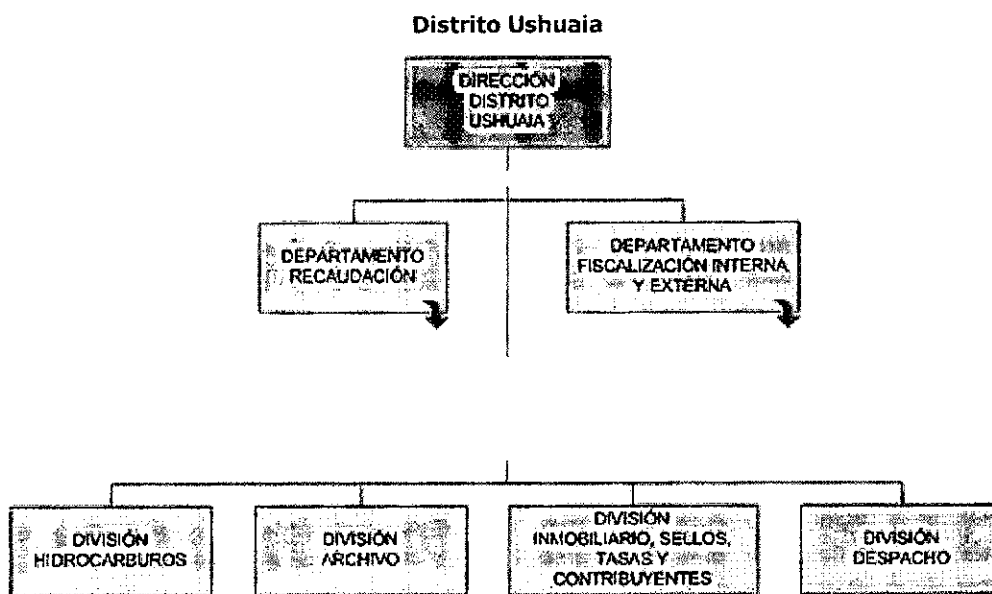 Distrito Ushuaia
DIRECCIÓN
DISTRITO
USHUAIA
DEPARTAMENTO
RECAUDACIÓN
DEPARTAMENTO
FISCALIZACIÓN INTERNA
Y EXTERNA
DIVISIÓN
HIDROCARBUROS
DIVISIÓN
ARCHIVO
DIVISIÓN
INMOBILIARIO, SELLOS,
TASAS Y
CONTRIBUYENTES
DIVISIÓN
DESPACHO